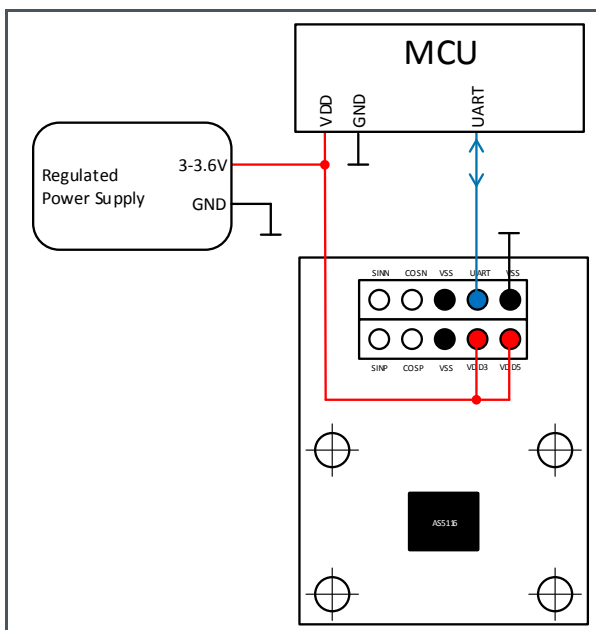 MCU
VDD
GND
UART
Regulated
Power Supply
3-3.6V
GND
SINN COSN VSS UART VSS
SINP COSP VSS VDD3 VDD5
AS5116